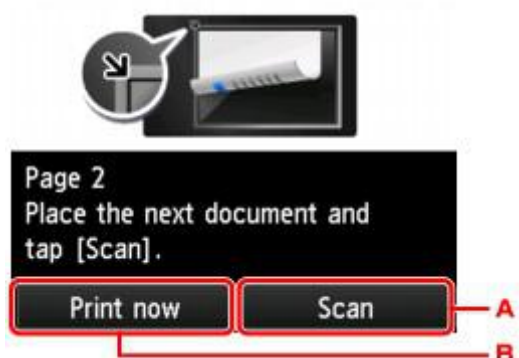 Page 2
Place the next document and
tap [Scan].
Print now Scan A
B